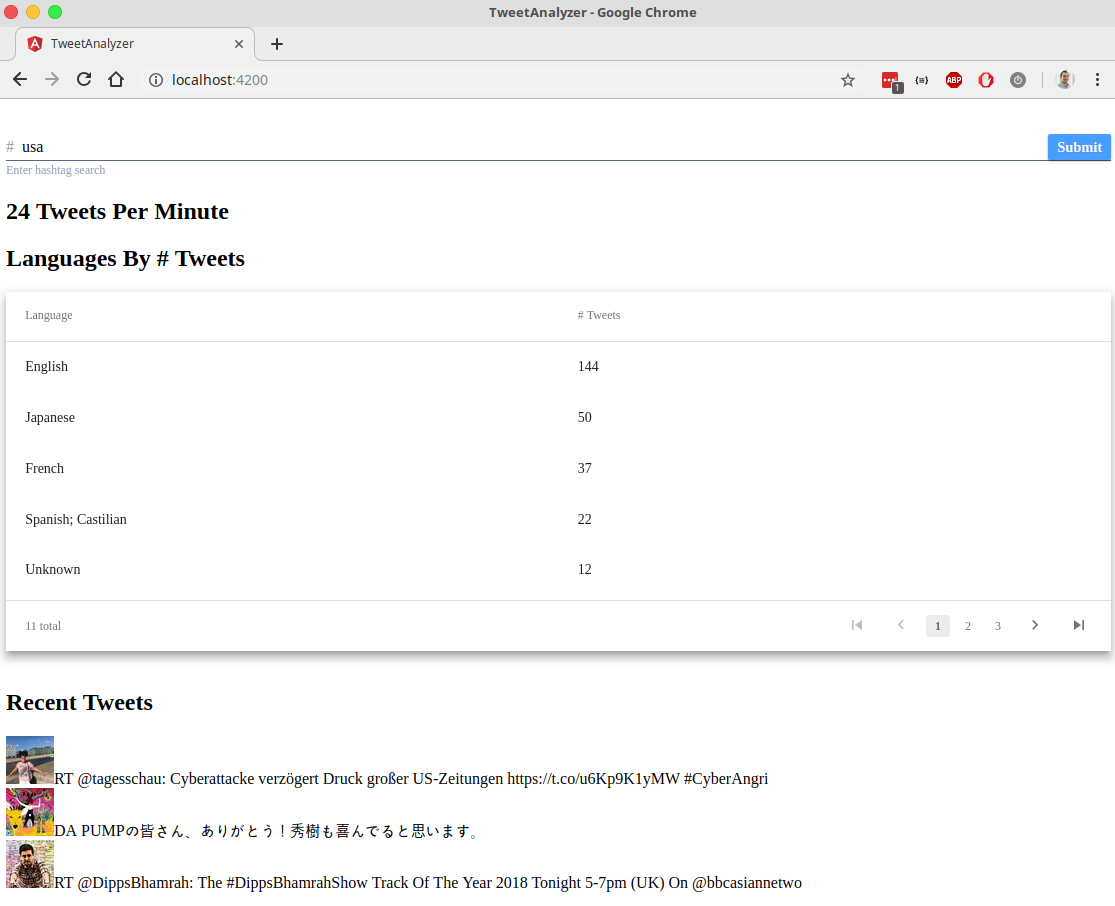 TweetAnalyzer - Google Chrome
TweetAnalyzer
localhost:4200
1
ABP
# usa
Submit
Enter hashtag search
24 Tweets Per Minute
Languages By # Tweets
Language # Tweets
English 144
Japanese 50
French 37
Spanish; Castilian 22
Unknown 12
11 total 1 2 3
Recent Tweets
RT @tagesschau: Cyberattacke verzögert Druck großer US-Zeitungen https://t.co/u6Kp9K1yMW #CyberAngri
DA PUMPの皆さん、ありがとう！秀樹も喜んでると思います。
RT @DippsBhamrah: The #DippsBhamrahShow Track Of The Year 2018 Tonight 5-7pm (UK) On @bbcasiannetwo